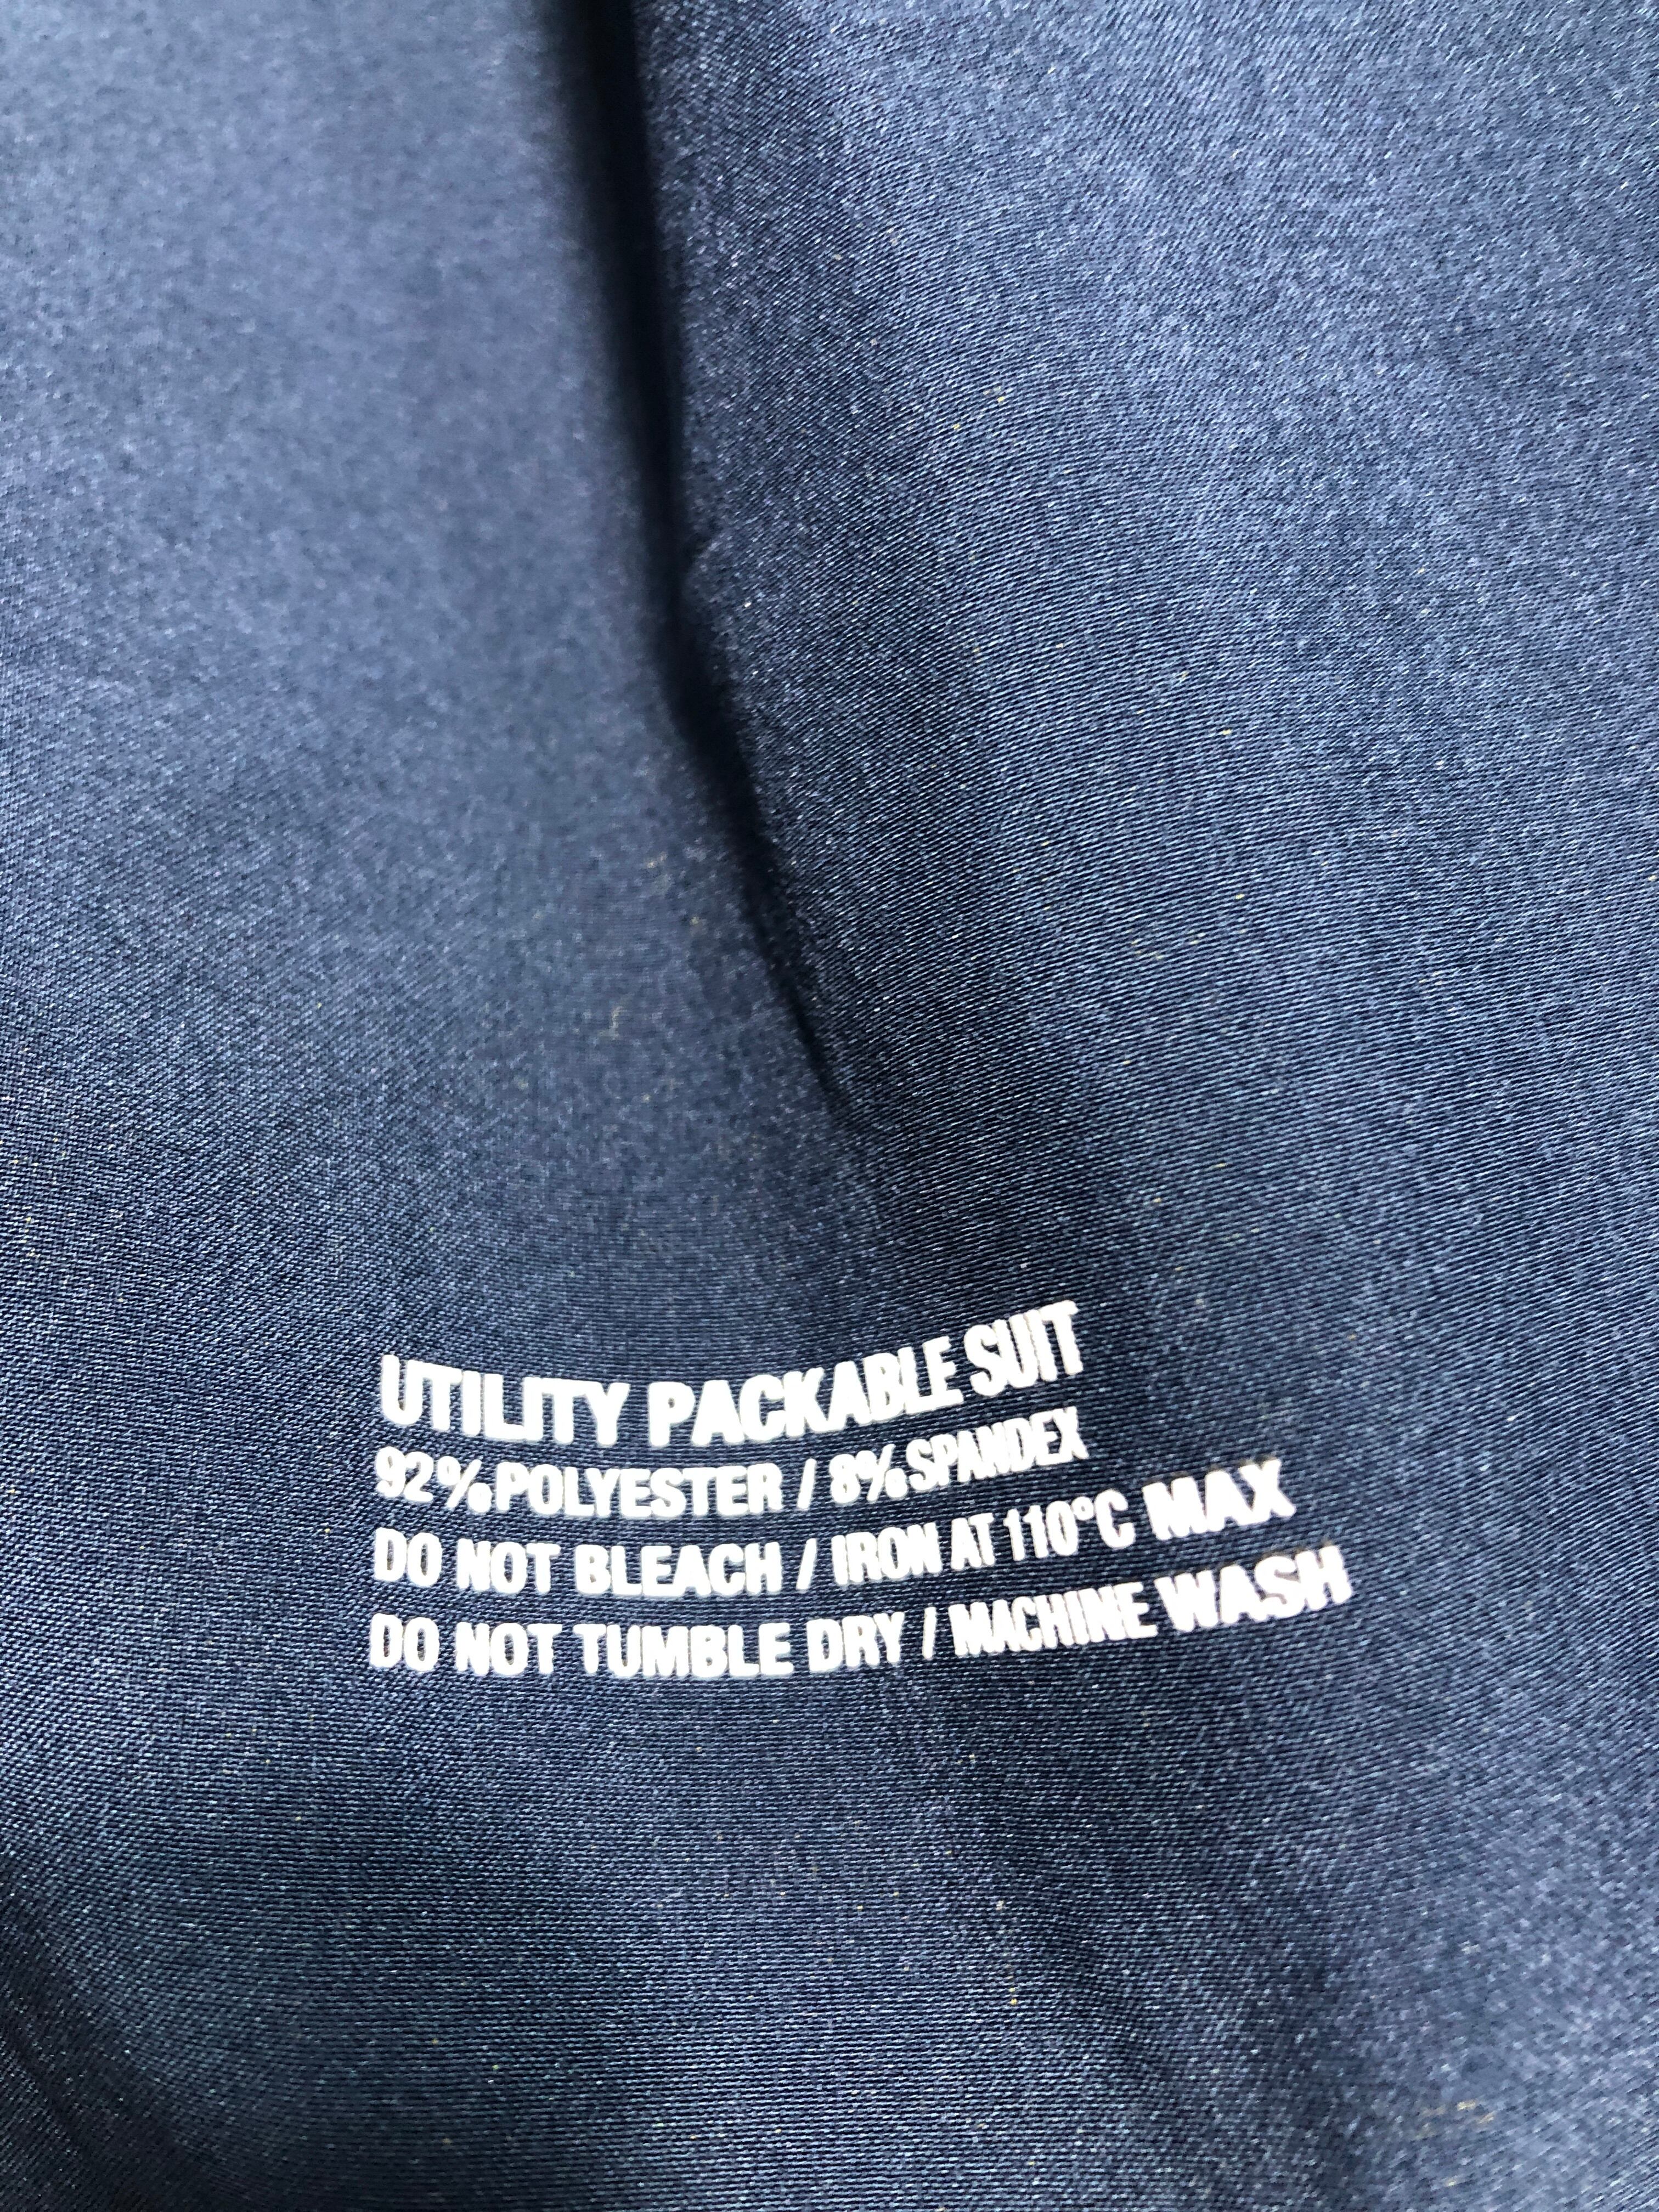 UTILITY PACKABLE SUIT
92% POLYESTER / 8% SPANDEX
DO NOT BLEACH / IRON AT 110°C MAX
DO NOT TUMBLE DRY / MACHINE WASH